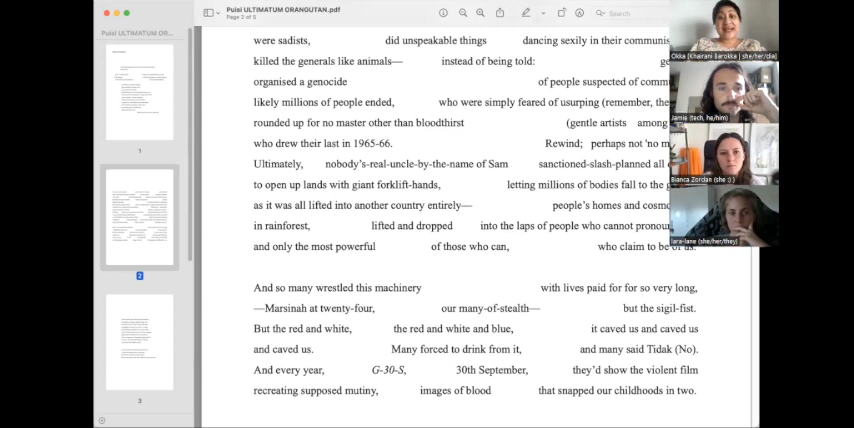 Puisi ULTIMATUM OR...
1
2
3
Puisi ULTIMATUM ORANGUTAN.pdf
Page 2 of 5
Search
were sadists, did unspeakable things dancing sexily in their communis
killed the generals like animals— instead of being told: ge
organised a genocide of people suspected of comm
likely millions of people ended, who were simply feared of usurping (remember, the
rounded up for no master other than bloodthirst (gentle artists among
who drew their last in 1965-66. Rewind; perhaps not 'no m
Ultimately, nobody's-real-uncle-by-the-name of Sam sanctioned-slash-planned all
to open up lands with giant forklift-hands, letting millions of bodies fall to the g
as it was all lifted into another country entirely— people's homes and cosmo
in rainforest, lifted and dropped into the laps of people who cannot pronoun
and only the most powerful of those who can, who claim to be of us.
And so many wrestled this machinery with lives paid for for so very long,
—Marsinah at twenty-four, our many-of-stealth— but the sigil-fist.
But the red and white, the red and white and blue, it caved us and caved us
and caved us. Many forced to drink from it, and many said Tidak (No).
And every year, G-30-S, 30th September, they'd show the violent film
recreating supposed mutiny, images of blood that snapped our childhoods in two.
Okka [Khairani Barokka | she/her/dia]
Jamie (tech, he/him)
Bianca Zordan (she :) )
lara-lane (she/her/they)